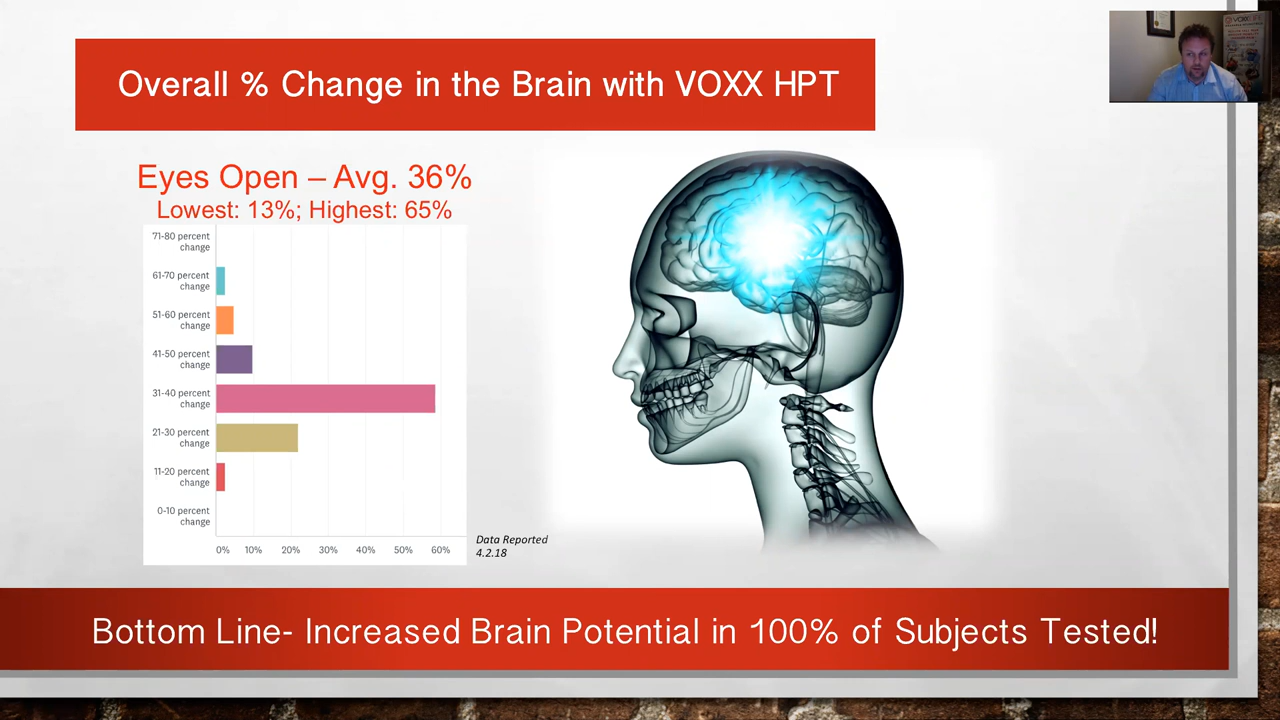 Overall % Change in the Brain with VOXX HPT
Eyes Open – Avg. 36%
Lowest: 13%; Highest: 65%
71-80 percent
change
61-70 percent
change
51-60 percent
change
41-50 percent
change
31-40 percent
change
21-30 percent
change
11-20 percent
change
0-10 percent
change
0% 10% 20% 30% 40% 50% 60%
Data Reported
4.2.18
Bottom Line- Increased Brain Potential in 100% of Subjects Tested!